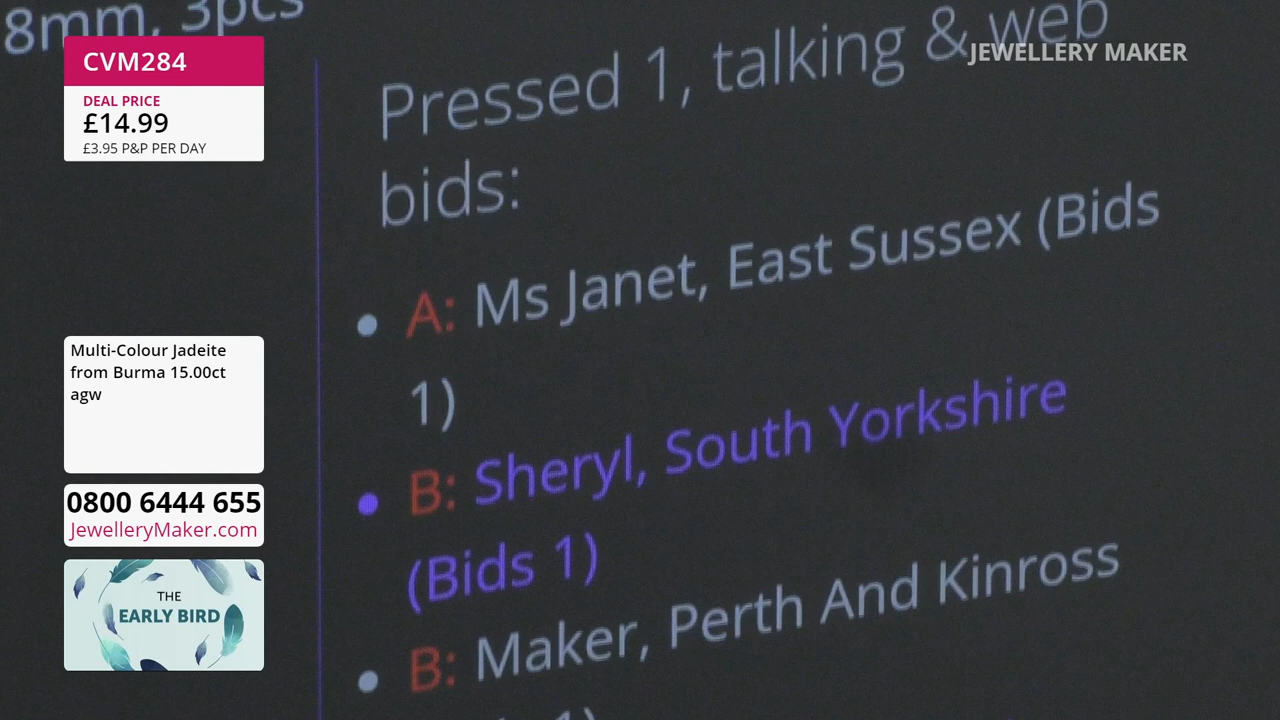 8mm, 3pcs
CVM284
DEAL PRICE
£14.99
£3.95 P&P PER DAY
Multi-Colour Jadeite
from Burma 15.00ct
agw
0800 6444 655
JewelleryMaker.com
THE
EARLY BIRD
JEWELLERY MAKER
Pressed 1, talking & web
bids:
A: Ms Janet, East Sussex (Bids
1)
B: Sheryl, South Yorkshire
(Bids 1)
B: Maker, Perth And Kinross
1)